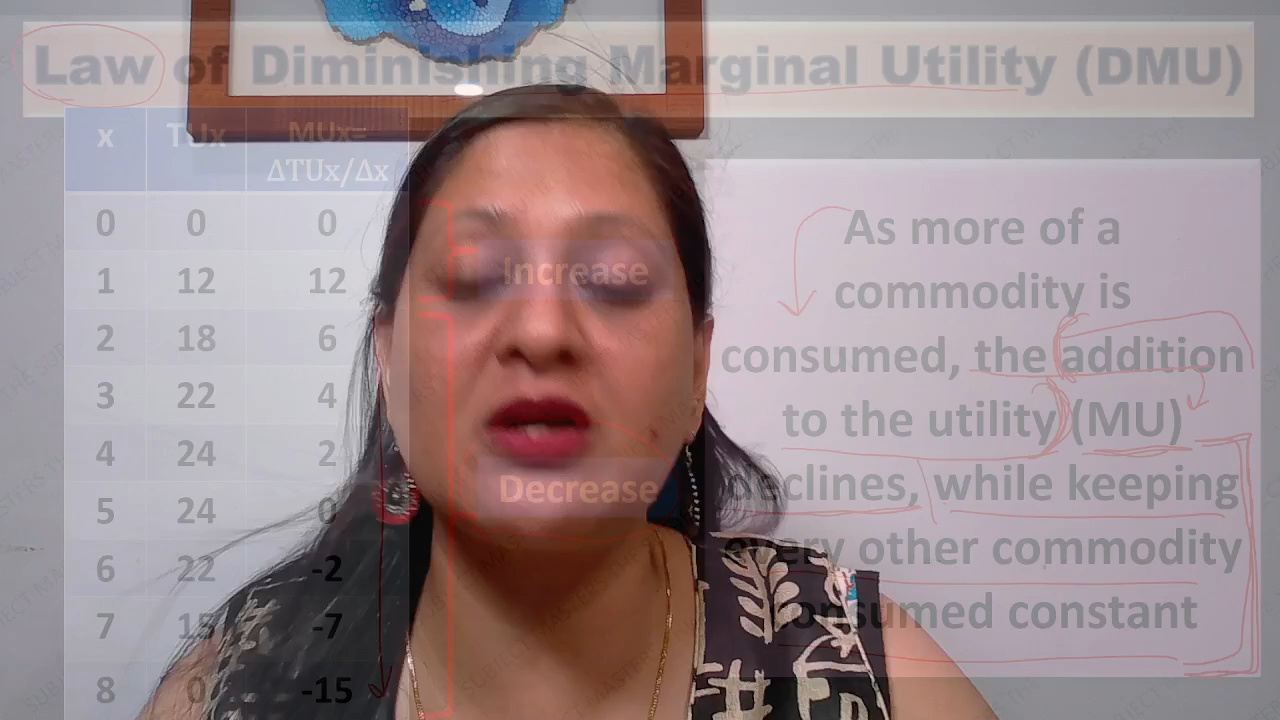 Law of Diminishing Marginal Utility (DMU)
x TUx MUx=
ΔTUx/Δx
0 0 0
1 12 12
2 18 6
3 22 4
4 24 2
5 24 0
6 22 -2
7 15 -7
8 0 -15
Increase
Decrease
As more of a
commodity is
consumed, the addition
to the utility (MU)
declines, while keeping
every other commodity
consumed constant